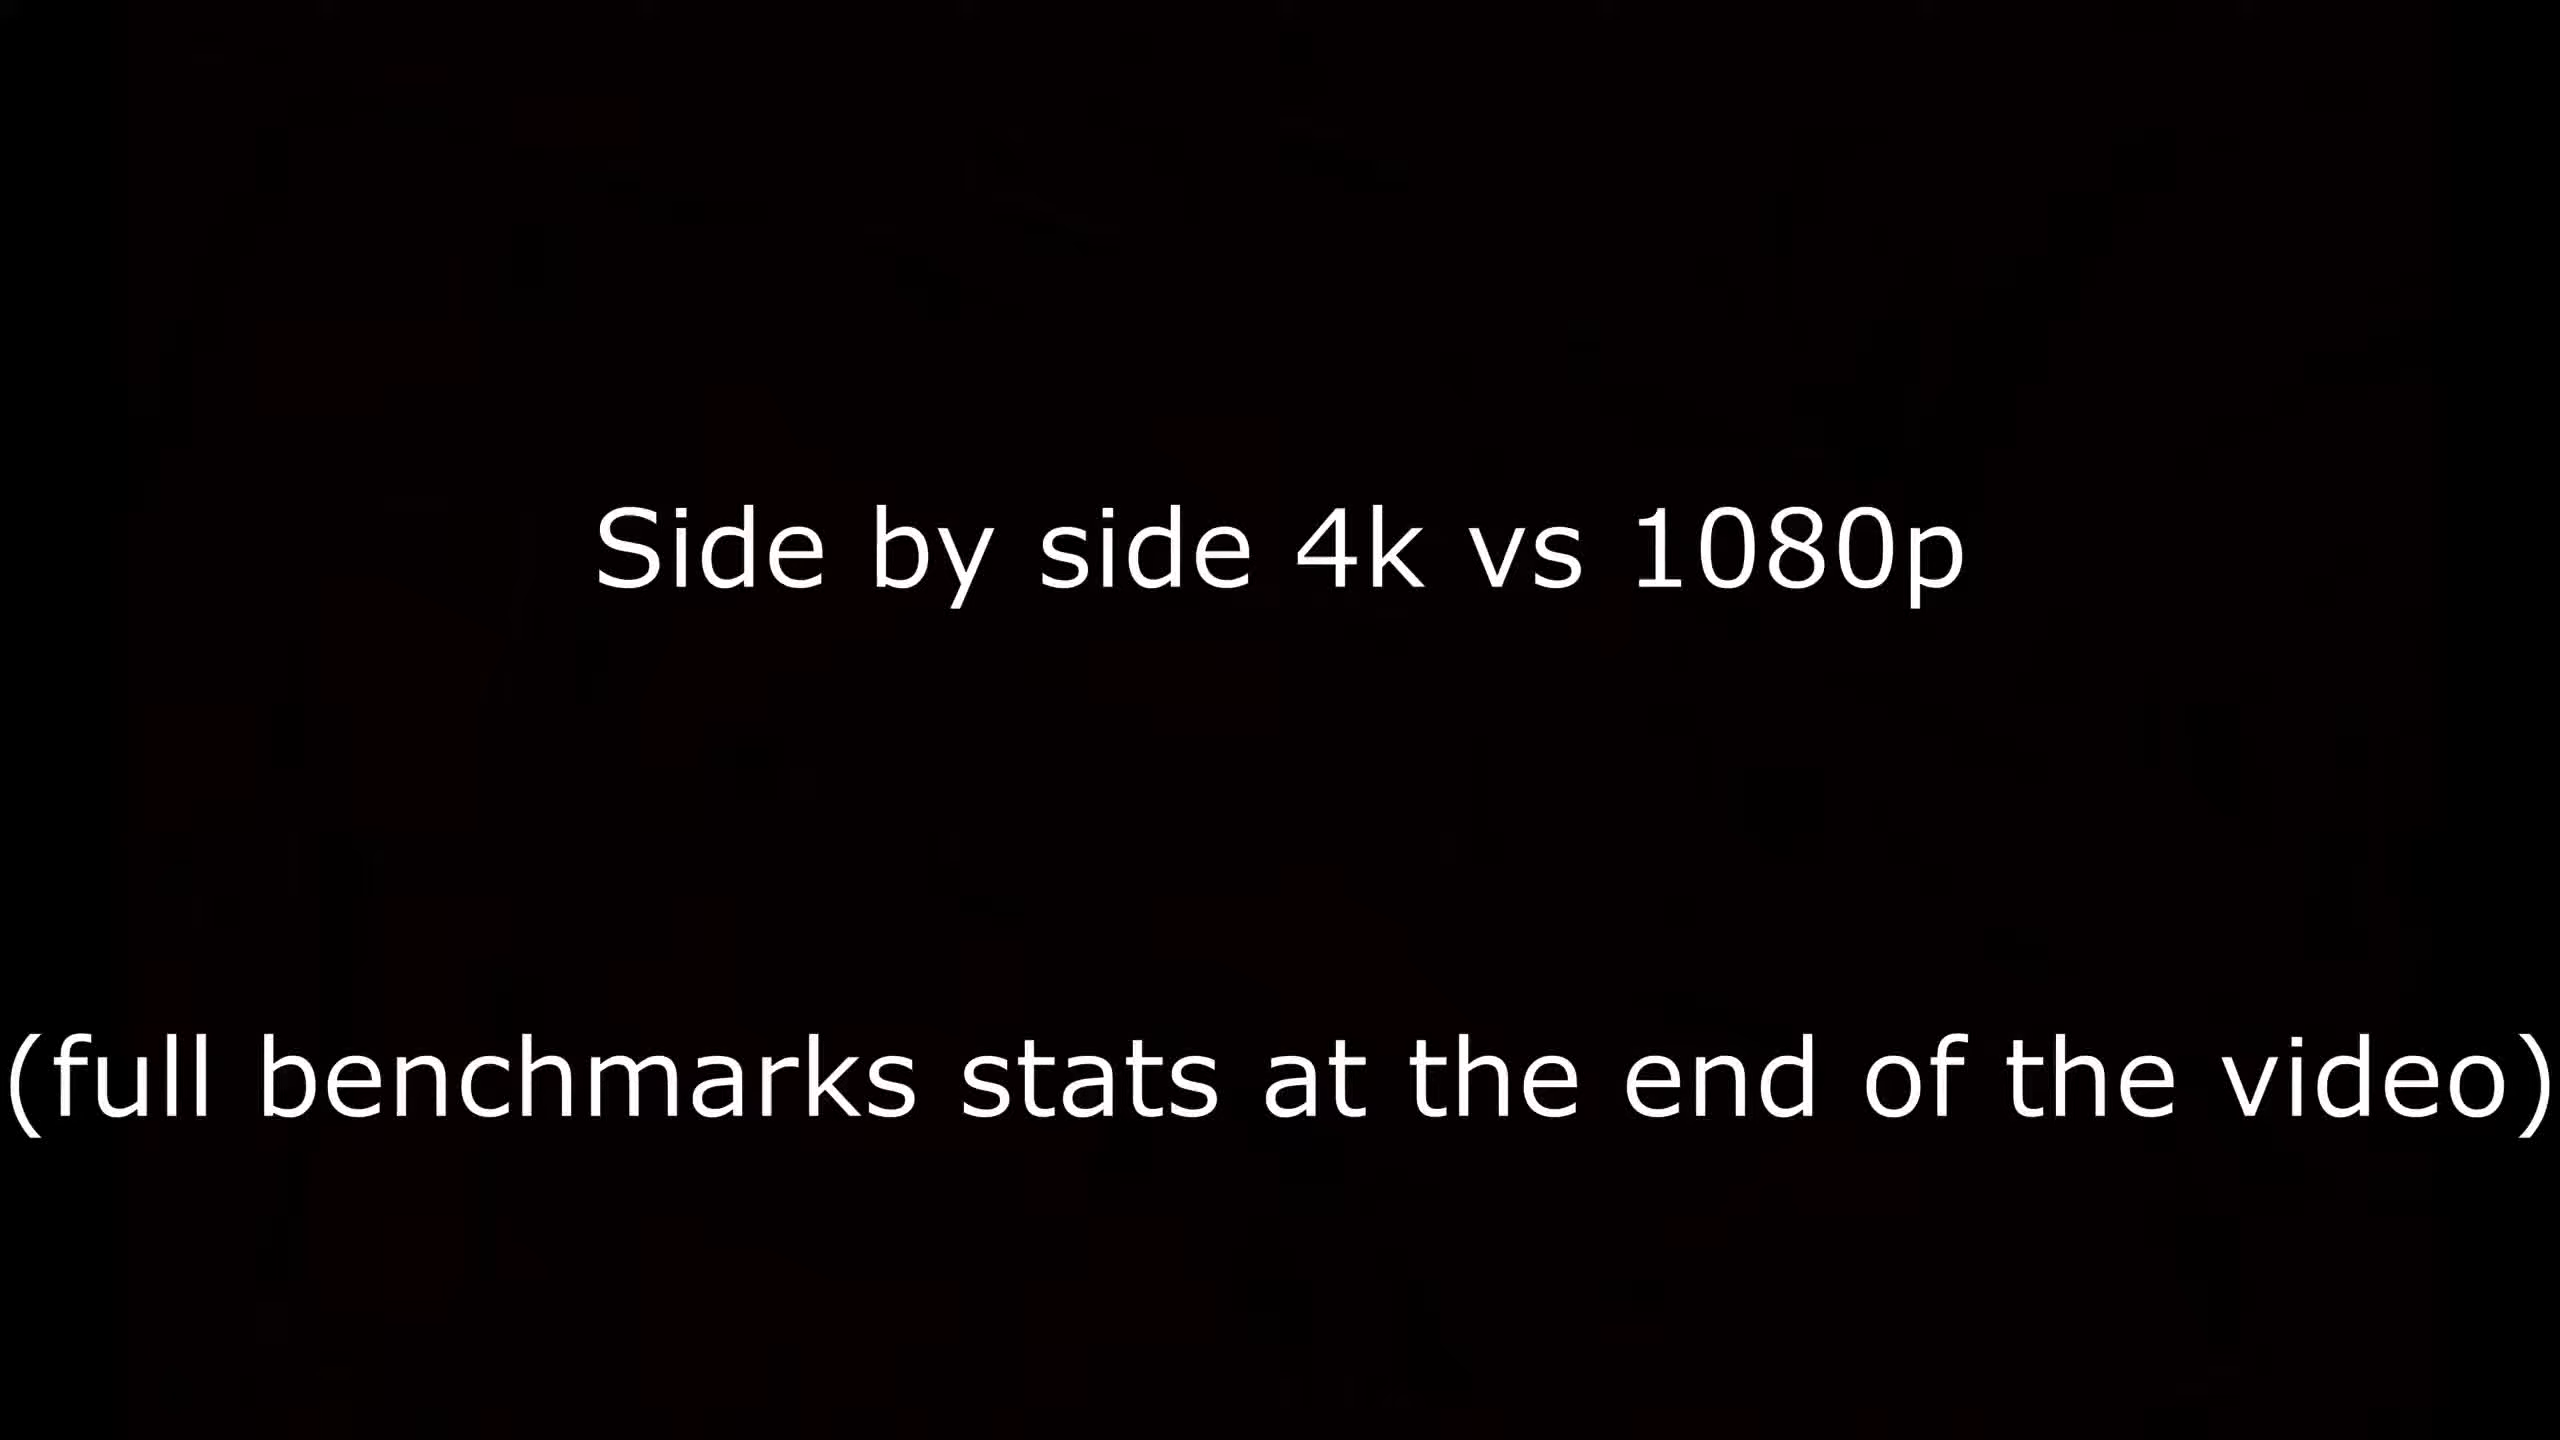 Side by side 4k vs 1080p
(full benchmarks stats at the end of the video)